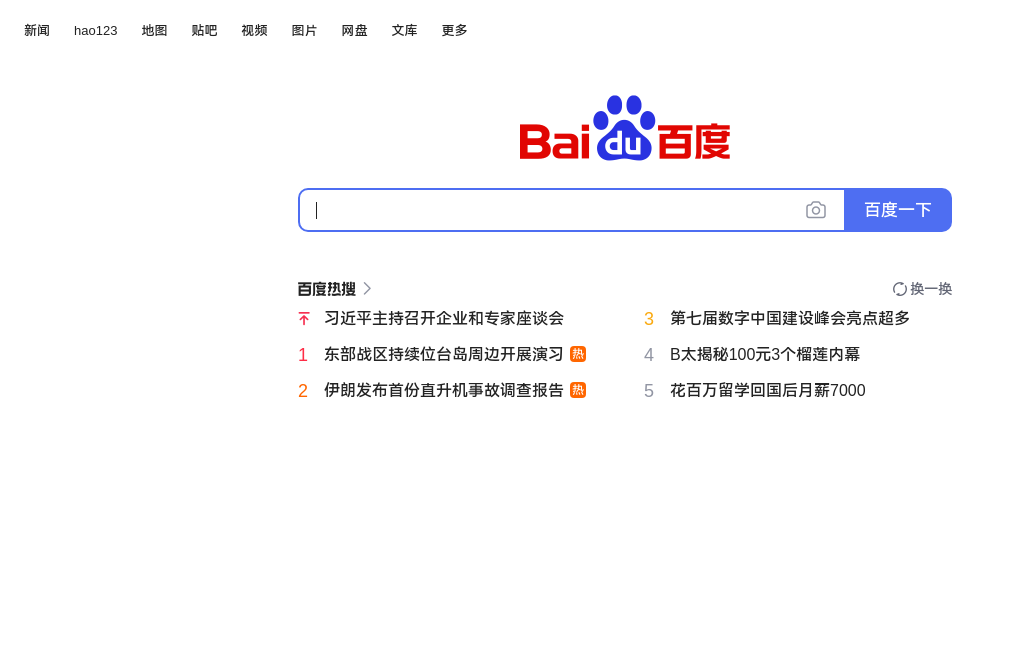 新闻 hao123 地图 贴吧 视频 图片 网盘 文库 更多
Baidu百度
百度一下
百度热搜 换一换
习近平主持召开企业和专家座谈会
3 第七届数字中国建设峰会亮点超多
1 东部战区持续位台岛周边开展演习 热
4 B太揭秘100元3个榴莲内幕
2 伊朗发布首份直升机事故调查报告 热
5 花百万留学回国后月薪7000